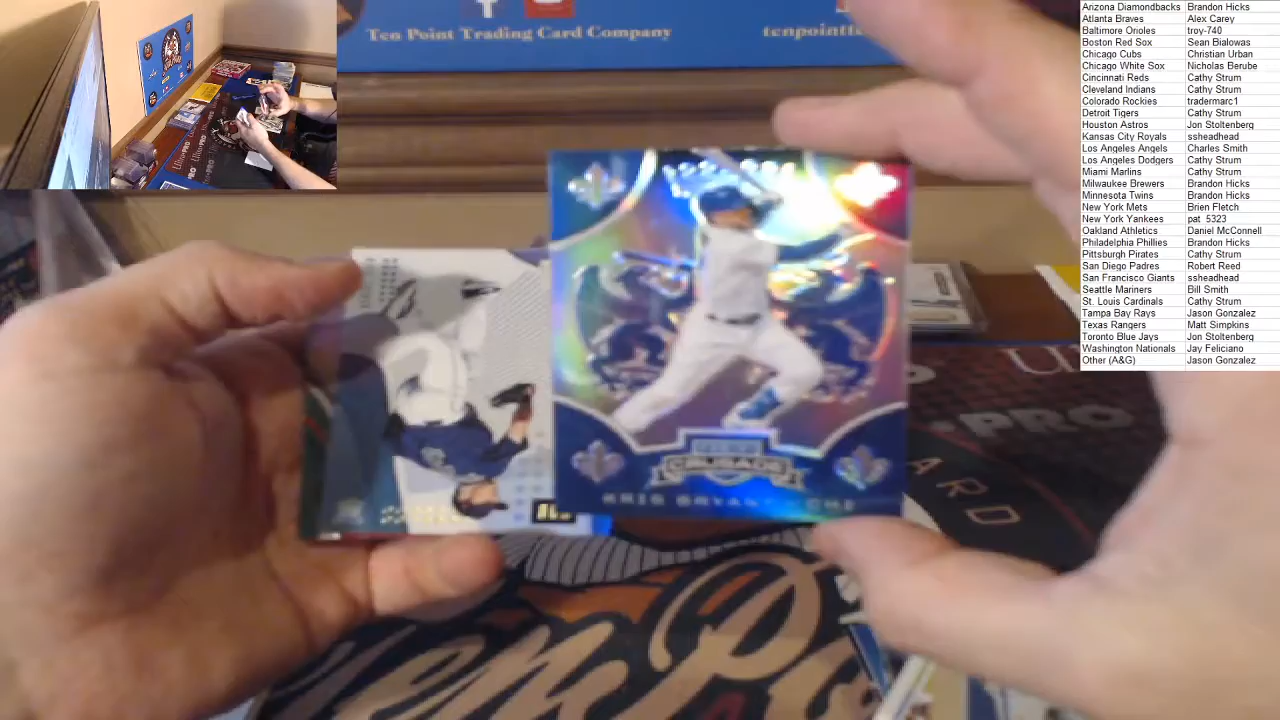 Ten Point Trading Card Company
tenpointt
Arizona Diamondbacks Brandon Hicks
Atlanta Braves Alex Carey
Baltimore Orioles troy-740
Boston Red Sox Sean Bialowas
Chicago Cubs Christian Urban
Chicago White Sox Nicholas Berube
Cincinnati Reds Cathy Strum
Cleveland Indians Cathy Strum
Colorado Rockies tradermarc1
Detroit Tigers Cathy Strum
Houston Astros Jon Stoltenberg
Kansas City Royals ssheadhead
Los Angeles Angels Charles Smith
Los Angeles Dodgers Cathy Strum
Miami Marlins Cathy Strum
Milwaukee Brewers Brandon Hicks
Minnesota Twins Brandon Hicks
New York Mets Brien Fletch
New York Yankees pat_5323
Oakland Athletics Daniel McConnell
Philadelphia Phillies Brandon Hicks
Pittsburgh Pirates Cathy Strum
San Diego Padres Robert Reed
San Francisco Giants ssheadhead
Seattle Mariners Bill Smith
St. Louis Cardinals Cathy Strum
Tampa Bay Rays Jason Gonzalez
Texas Rangers Matt Simpkins
Toronto Blue Jays Jon Stoltenberg
Washington Nationals Jay Feliciano
Other (A&G) Jason Gonzalez
CRUSADE
KRIS BRYANT CHI
PRO
ARD
Ten Po